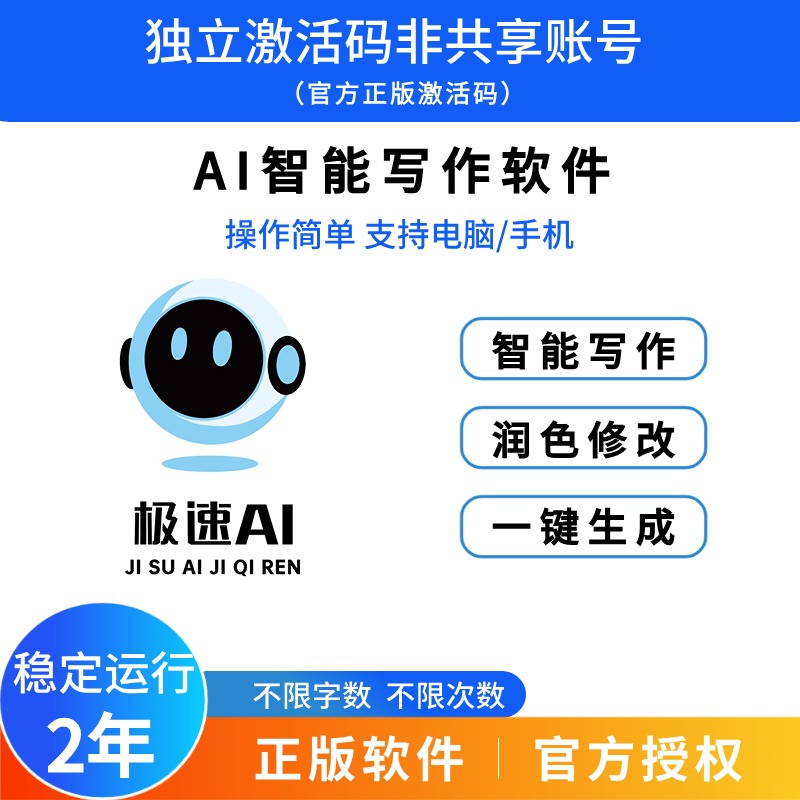 独立激活码非共享账号
（官方正版激活码）
AI智能写作软件
操作简单 支持电脑/手机
智能写作
润色修改
一键生成
极速AI
JI SU AI JI QI REN
稳定运行
2年
不限字数 不限次数
正版软件 | 官方授权